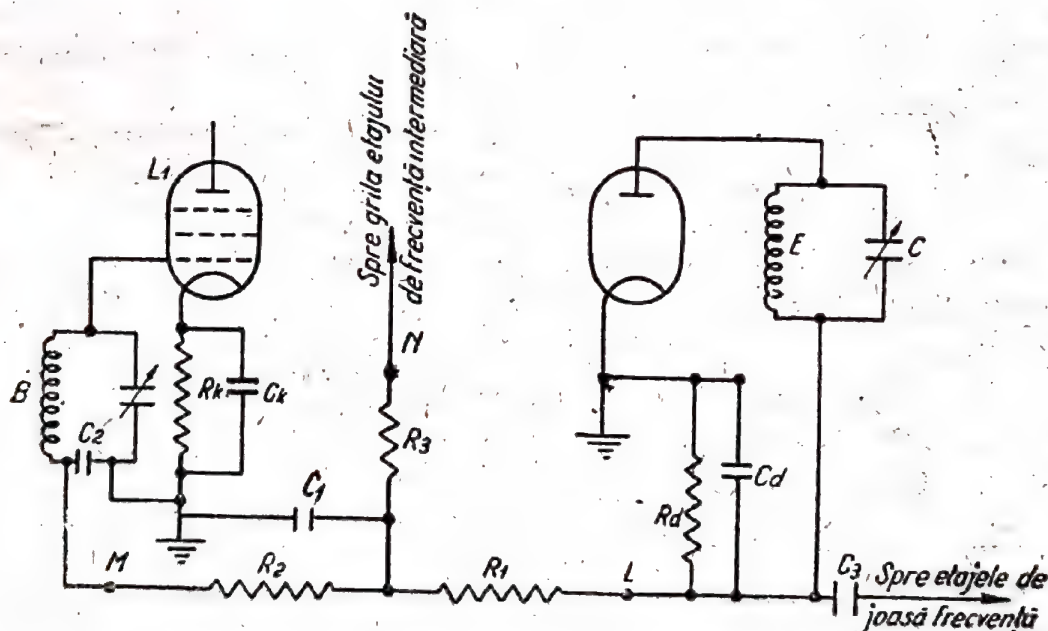 L1
Spre grila etajului
de frecvență intermediară
E
C
N
B
Rk
Ck
C2
R3
C1
Rd
Cd
M
R2
R1
L
C3
Spre etajele de
joasă frecvență